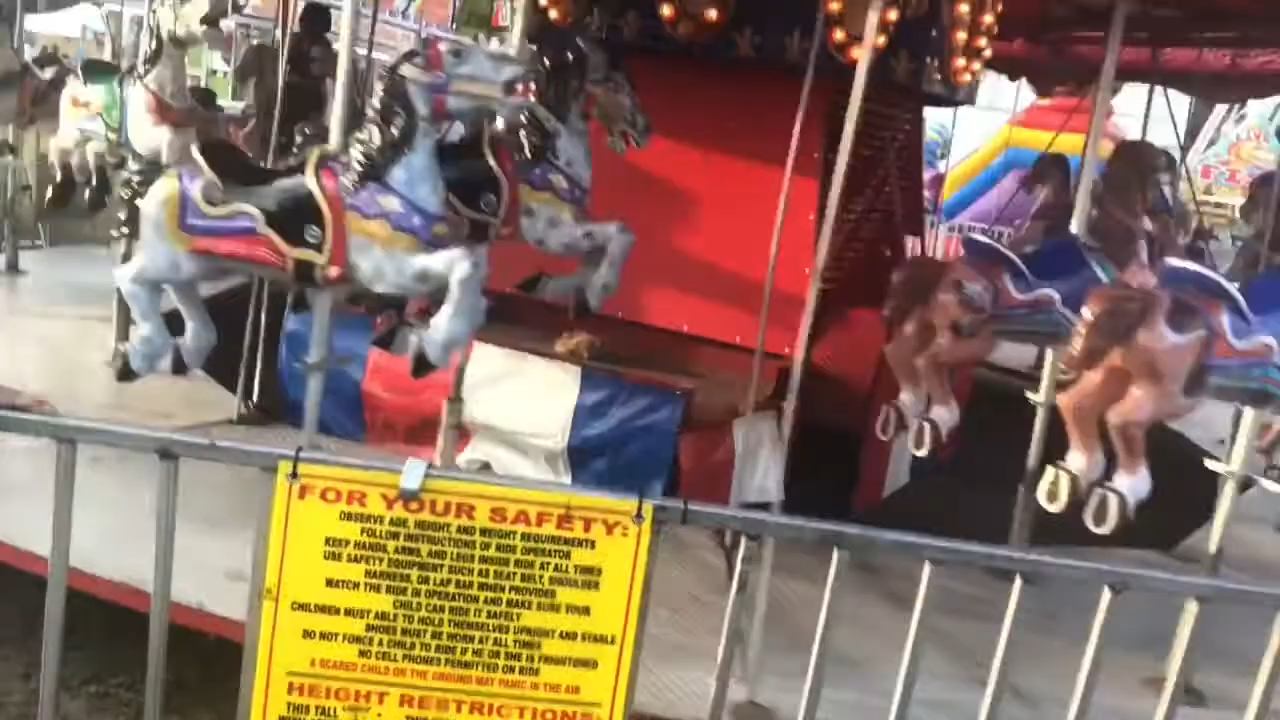 FOR YOUR SAFETY:
OBSERVE AGE, HEIGHT, AND WEIGHT REQUIREMENTS
FOLLOW INSTRUCTIONS OF RIDE OPERATOR
KEEP HANDS, ARMS, AND LEGS INSIDE RIDE AT ALL TIMES
USE SAFETY EQUIPMENT SUCH AS SEAT BELT, SHOULDER
HARNESS, OR LAP BAR WHEN PROVIDED
WATCH THE RIDE IN OPERATION AND MAKE SURE YOUR
CHILD CAN RIDE IT SAFELY
CHILDREN MUST ABLE TO HOLD THEMSELVES UPRIGHT AND STABLE
SHOES MUST BE WORN AT ALL TIMES
DO NOT FORCE A CHILD TO RIDE IF HE OR SHE IS FRIGHTENED
NO CELL PHONES PERMITTED ON RIDE
A SCARED CHILD ON THE GROUND MAY PANIC IN THE AIR
HEIGHT RESTRICTIONS:
THIS TALL